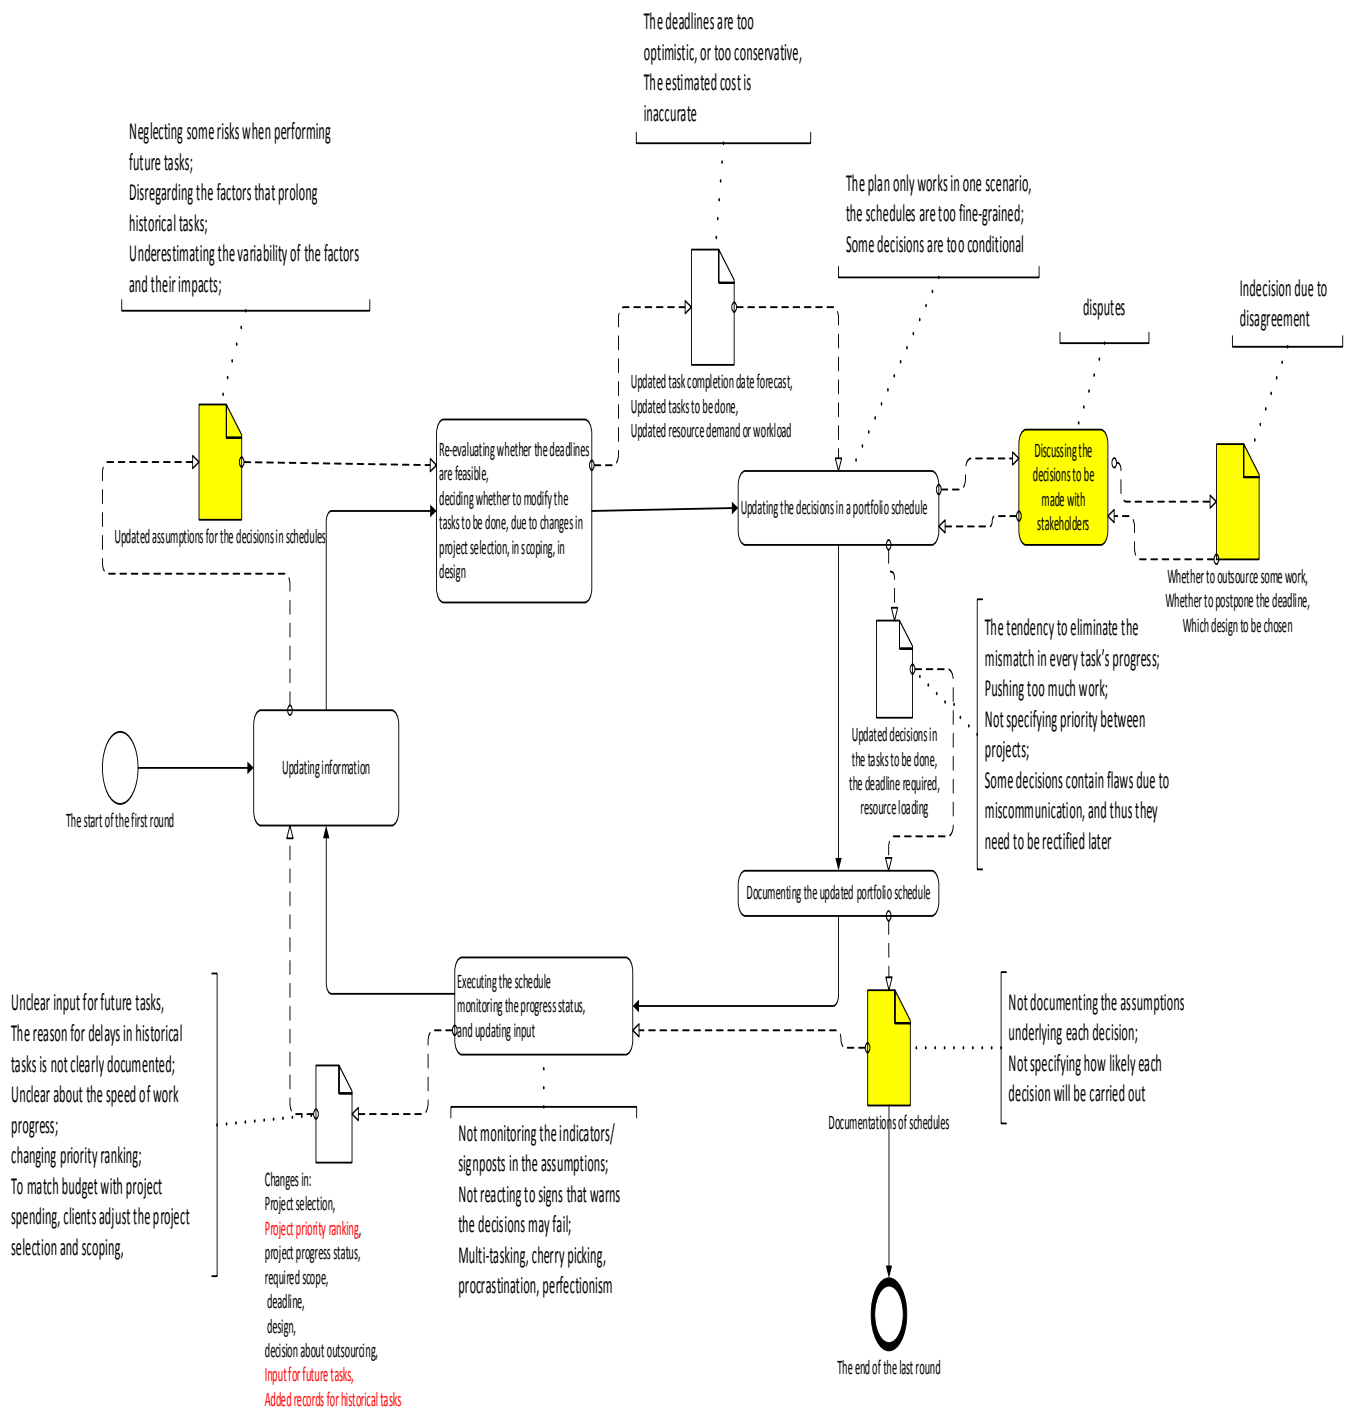 The deadlines are too
optimistic, or too conservative,
The estimated cost is
inaccurate
Neglecting some risks when performing
future tasks;
Disregarding the factors that prolong
historical tasks;
Underestimating the variability of the factors
and their impacts;
The plan only works in one scenario,
the schedules are too fine-grained;
Some decisions are too conditional
disputes
Indecision due to
disagreement
Updated task completion date forecast,
Updated tasks to be done,
Updated resource demand or workload
Updated assumptions for the decisions in schedules
Re-evaluating whether the deadlines
are feasible,
deciding whether to modify the
tasks to be done, due to changes in
project selection, in scoping, in
design
Updating the decisions in a portfolio schedule
Discussing the
decisions to be
made with
stakeholders
Whether to outsource some work,
Whether to postpone the deadline,
Which design to be chosen
The tendency to eliminate the
mismatch in every task's progress;
Pushing too much work;
Not specifying priority between
projects;
Some decisions contain flaws due to
miscommunication, and thus they
need to be rectified later
Updated decisions in
the tasks to be done,
the deadline required,
resource loading
Updating information
The start of the first round
Documenting the updated portfolio schedule
Executing the schedule
monitoring the progress status,
and updating input
Unclear input for future tasks,
The reason for delays in historical
tasks is not clearly documented;
Unclear about the speed of work
progress;
changing priority ranking;
To match budget with project
spending, clients adjust the project
selection and scoping,
Not documenting the assumptions
underlying each decision;
Not specifying how likely each
decision will be carried out
Documentations of schedules
Not monitoring the indicators/
signposts in the assumptions;
Not reacting to signs that warns
the decisions may fail;
Multi-tasking, cherry picking,
procrastination, perfectionism
Changes in:
Project selection,
Project priority ranking,
project progress status,
required scope,
deadline,
design,
decision about outsourcing,
Input for future tasks,
Added records for historical tasks
The end of the last round